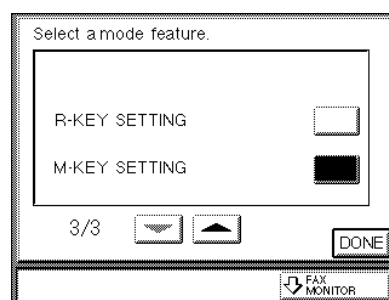 Select a mode feature.
R-KEY SETTING
M-KEY SETTING
3/3
DONE
FAX
MONITOR